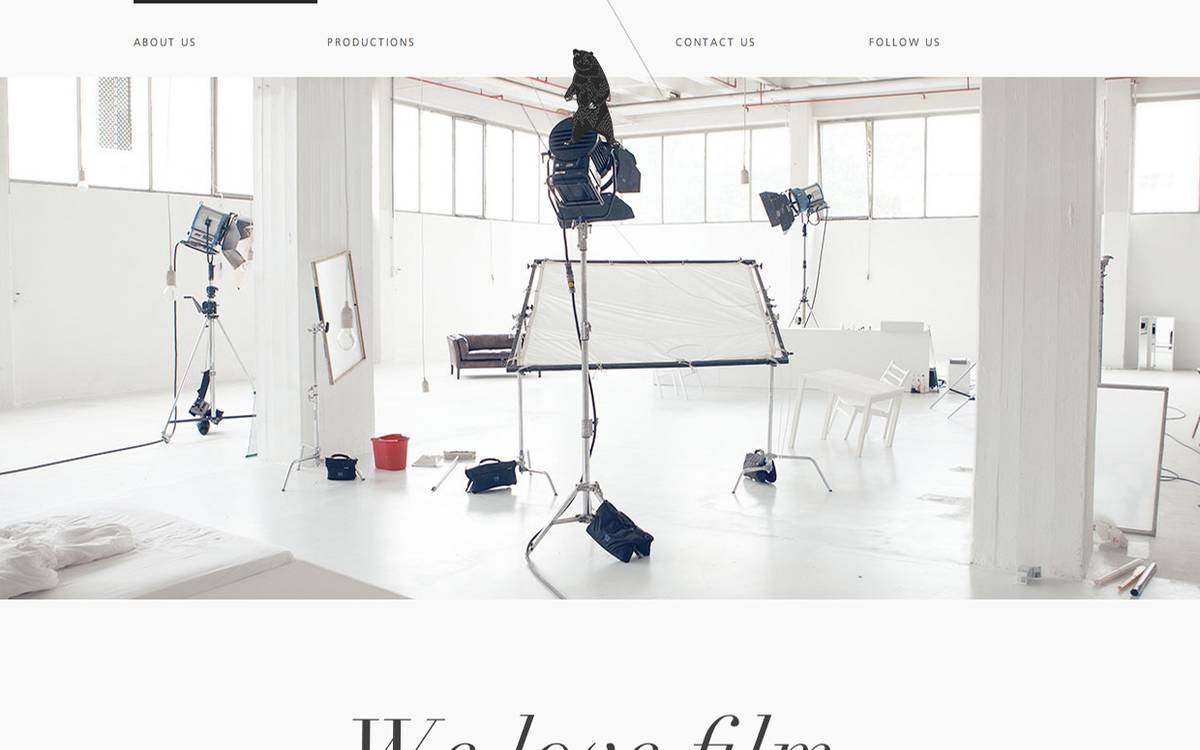 ABOUT US
PRODUCTIONS
CONTACT US
FOLLOW US
We love film